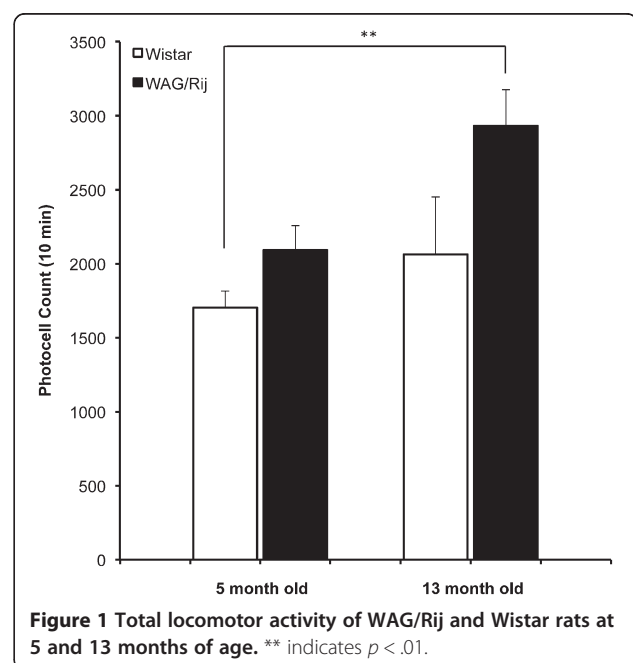 3500
3000
2500
2000
1500
1000
500
0
Photocell Count (10 min)
Wistar
WAG/Rij
**
5 month old
13 month old
Figure 1 Total locomotor activity of WAG/Rij and Wistar rats at
5 and 13 months of age. ** indicates p < .01.